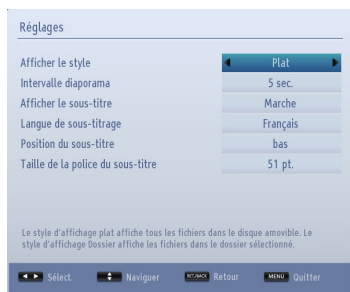 Réglages
Afficher le style Plat
Intervalle diaporama 5 sec.
Afficher le sous-titre Marche
Langue de sous-titrage Français
Position du sous-titre bas
Taille de la police du sous-titre 51 pt.
Le style d'affichage plat affiche tous les fichiers dans le disque amovible. Le
style d'affichage Dossier affiche les fichiers dans le dossier sélectionné.
Sélect. Naviguer RET./BACK Retour MENU Quitter